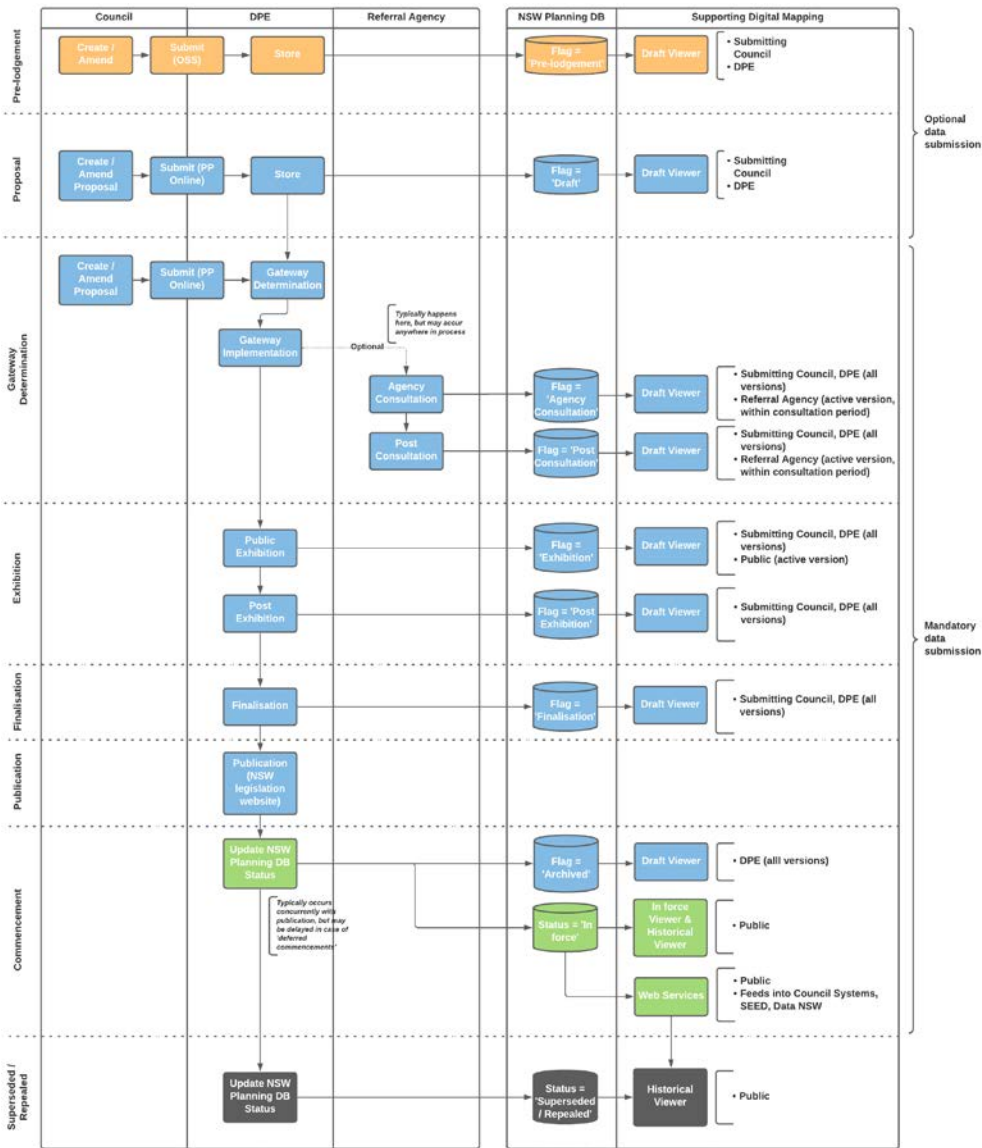 Council
DPE
Referral Agency
NSW Planning DB
Supporting Digital Mapping
Pre-lodgement
Create /
Amend
Submit
(OSS)
Store
Flag =
'Pre-lodgement'
Draft Viewer
• Submitting
Council
• DPE
Optional
data
submission
Proposal
Create /
Amend
Proposal
Submit (PP
Online)
Store
Flag =
'Draft'
Draft Viewer
• Submitting
Council
• DPE
Gateway
Determination
Create /
Amend
Proposal
Submit (PP
Online)
Gateway
Determination
Gateway
Implementation
Optional
Typically happens
here, but may occur
anywhere in process
Agency
Consultation
Flag =
'Agency
Consultation'
Draft Viewer
• Submitting Council, DPE (all
versions)
• Referral Agency (active version,
within consultation period)
Post
Consultation
Flag = 'Post
Consultation'
Draft Viewer
• Submitting Council, DPE (all
versions)
• Referral Agency (active version,
within consultation period)
Exhibition
Public
Exhibition
Flag =
'Exhibition'
Draft Viewer
• Submitting Council, DPE (all
versions)
• Public (active version)
Post
Exhibition
Flag = 'Post
Exhibition'
Draft Viewer
• Submitting Council, DPE (all
versions)
Mandatory
data
submission
Finalisation
Finalisation
Flag =
'Finalisation'
Draft Viewer
• Submitting Council, DPE (all
versions)
Publication
Publication
(NSW
legislation
website)
Commencement
Update NSW
Planning DB
Status
Typically occurs
concurrently with
publication, but may
be delayed in case of
'deferred
commencements'
Flag =
'Archived'
Draft Viewer
• DPE (alll versions)
Status = 'In
force'
In force
Viewer &
Historical
Viewer
• Public
Web Services
• Public
• Feeds into Council Systems,
SEED, Data NSW
Superseded /
Repealed
Update NSW
Planning DB
Status
Status =
'Superseded
/ Repealed'
Historical
Viewer
• Public